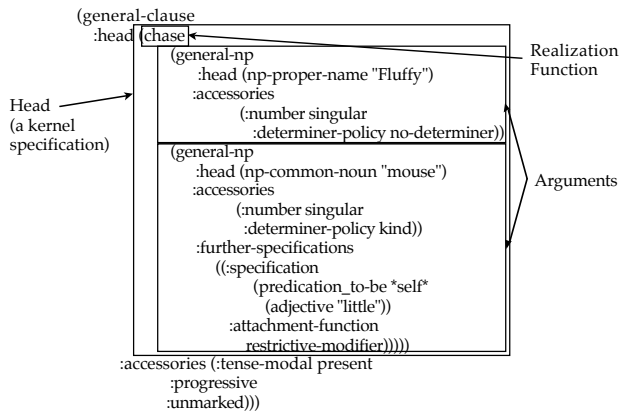 (general-clause
:head (chase
(general-np
:head (np-proper-name "Fluffy")
:accessories
(:number singular
:determiner-policy no-determiner))
(general-np
:head (np-common-noun "mouse")
:accessories
(:number singular
:determiner-policy kind))
:further-specifications
((:specification
(predication_to-be *self*
(adjective "little"))
:attachment-function
restrictive-modifier)))))
:accessories (:tense-modal present
:progressive
:unmarked)))
Head
(a kernel
specification)
Realization
Function
Arguments